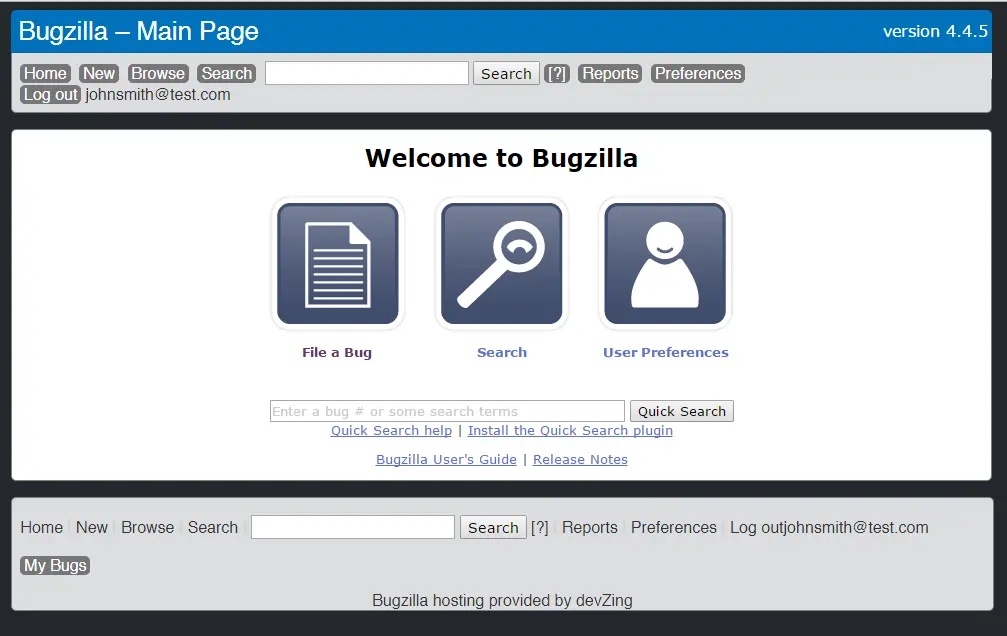 Bugzilla – Main Page version 4.4.5
Home New Browse Search Search [?] Reports Preferences
Log out johnsmith@test.com
Welcome to Bugzilla
File a Bug Search User Preferences
Enter a bug # or some search terms Quick Search
Quick Search help | Install the Quick Search plugin
Bugzilla User's Guide | Release Notes
Home New Browse Search Search [?] Reports Preferences Log outjohnsmith@test.com
My Bugs
Bugzilla hosting provided by devZing